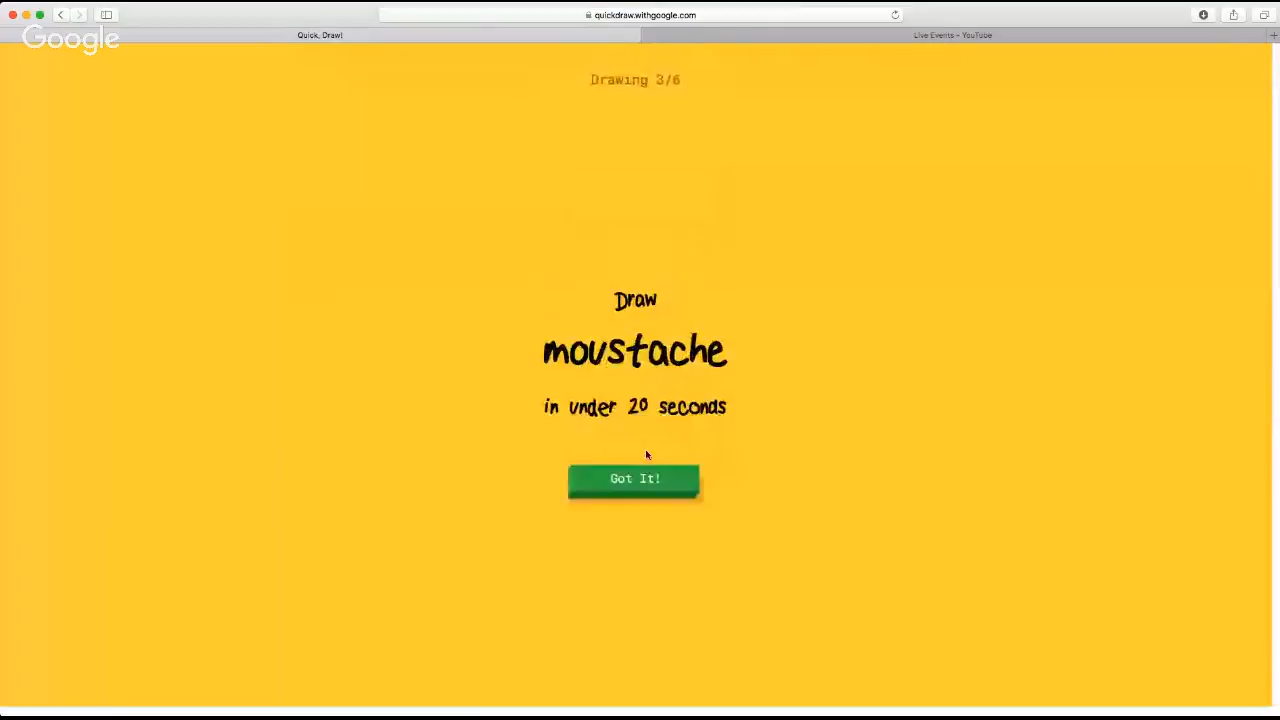 quickdraw.withgoogle.com
Google
Quick, Draw!
Live Events - YouTube
Drawing 3/6
Draw
moustache
in under 20 seconds
Got It!